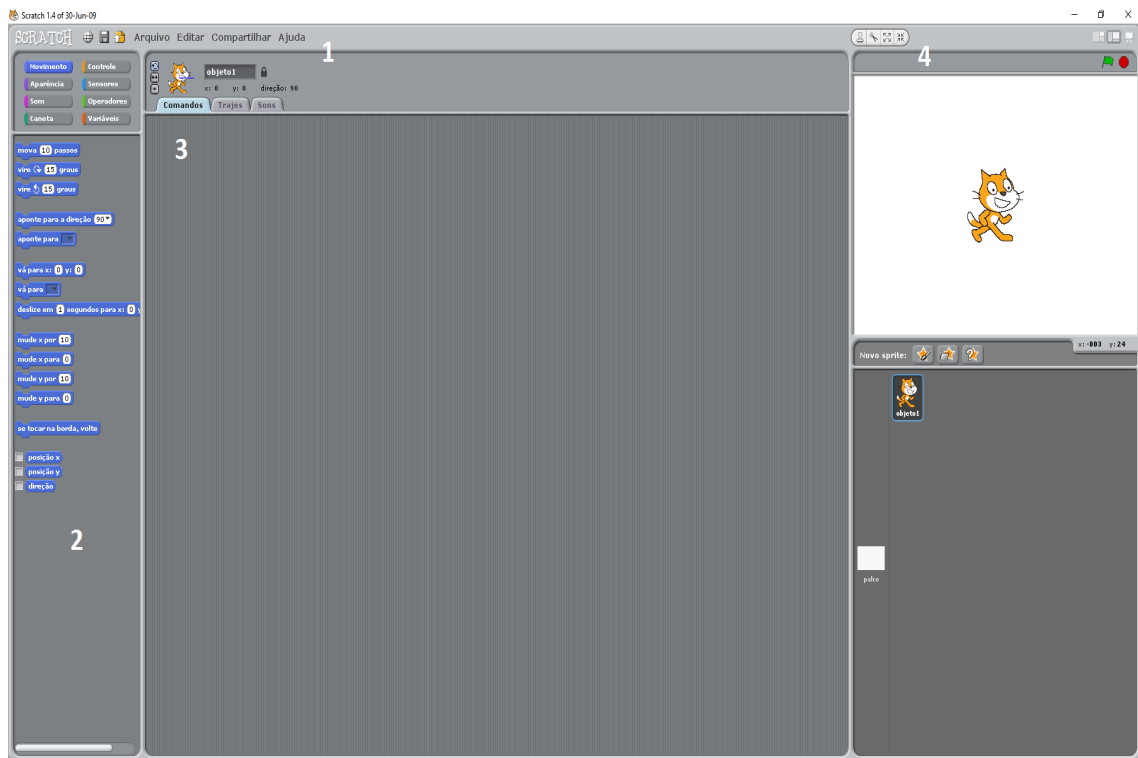 Scratch 1.4 of 30-Jun-09
SCRATCH Arquivo Editar Compartilhar Ajuda
1
4
Movimento Controle
Aparência Sensores
Som Operadores
Caneta Variáveis
objeto1
x: 0 y: 0 direção: 90
Comandos Trajes Sons
3
mova 10 passos
vire 15 graus
vire 15 graus
aponte para a direção 90
aponte para
vá para x: 0 y: 0
vá para
deslize em 1 segundos para x: 0 y
mude x por 10
mude x para 0
mude y por 10
mude y para 0
se tocar na borda, volte
posição x
posição y
direção
2
x: -803 y: 24
Novo sprite:
objeto1
palco